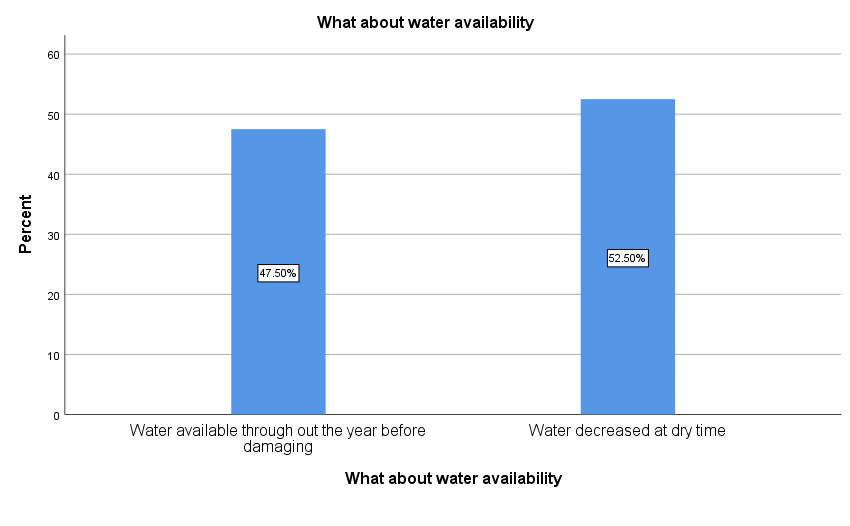 What about water availability
60
50
40
30
20
10
0
Percent
47.50%
52.50%
Water available through out the year before
damaging
Water decreased at dry time
What about water availability